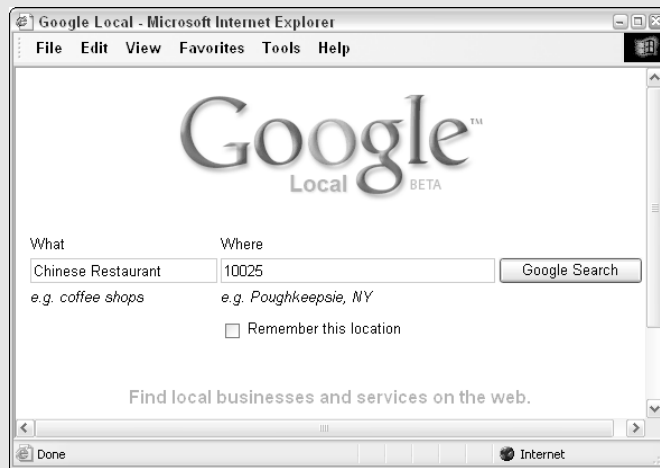 Google Local - Microsoft Internet Explorer
File Edit View Favorites Tools Help
Google™
Local BETA
What Where
Chinese Restaurant 10025 Google Search
e.g. coffee shops e.g. Poughkeepsie, NY
Remember this location
Find local businesses and services on the web.
Done Internet